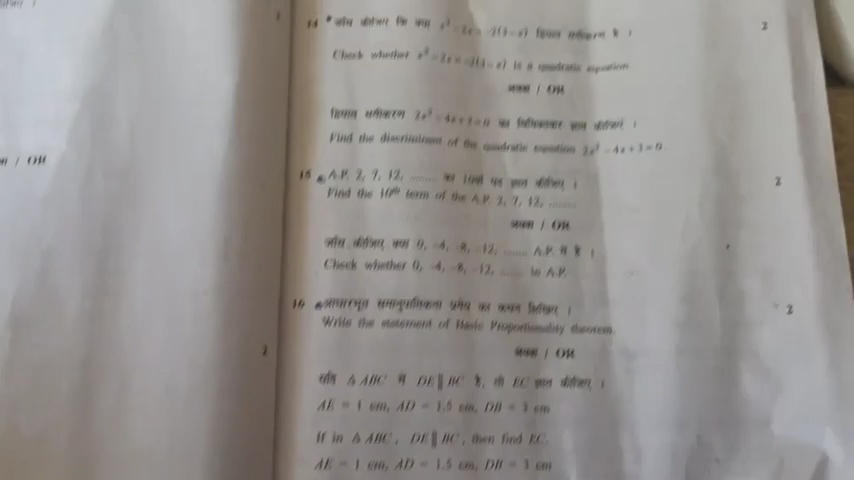 14 जाँच कीजिए कि क्या x² - 2x = -2(3 - x) द्विघात समीकरण है ।
2
Check whether x² - 2x = -2(3 - x) is a quadratic equation
अथवा / OR
द्विघात समीकरण 2x² - 4x + 3 = 0 का विविक्तकर ज्ञात कीजिए ।
Find the discriminant of the quadratic equation 2x² - 4x + 3 = 0
/ OR
15 A.P. 2, 7, 12, ........ का 10वाँ पद ज्ञात कीजिए ।
2
Find the 10th term of the A.P. 2, 7, 12, ........
अथवा / OR
जाँच कीजिए, क्या 0, -4, -8, -12, ...... A.P. में है ।
Check whether 0, -4, -8, -12, ...... in A.P.
16 आधारभूत समानुपातिकता प्रमेय का कथन लिखिए ।
2
Write the statement of Basic Proportionality theorem.
2
अथवा / OR
यदि Δ ABC में DE ∥ BC है, तो EC ज्ञात कीजिए ।
AE = 1 cm, AD = 1.5 cm, DB = 3 cm
If in Δ ABC, DE ∥ BC, then find EC.
AE = 1 cm, AD = 1.5 cm, DB = 3 cm